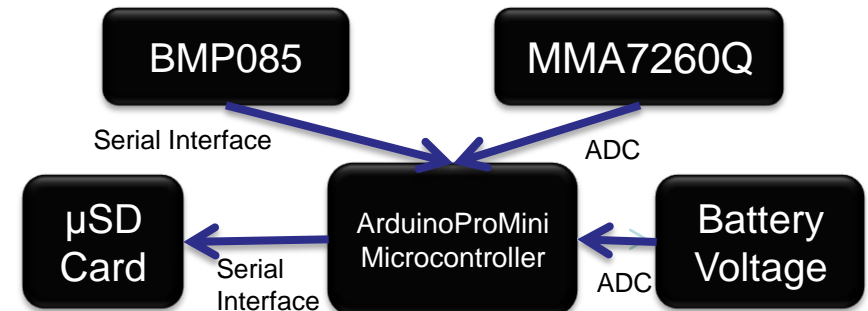 BMP085
MMA7260Q
Serial Interface
ADC
µSD
Card
ArduinoProMini
Microcontroller
Battery
Voltage
Serial
Interface
ADC